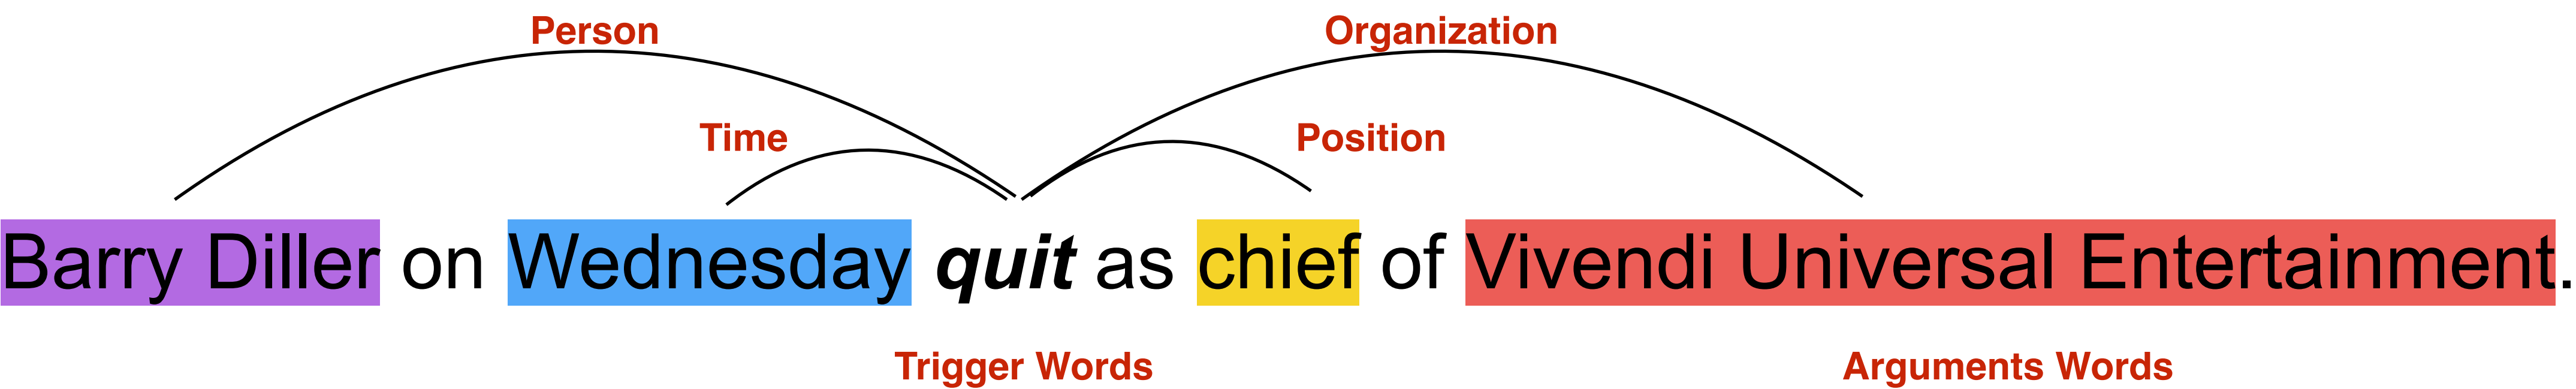 Person Organization
Time Position
Barry Diller on Wednesday quit as chief of Vivendi Universal Entertainment.
Trigger Words Arguments Words